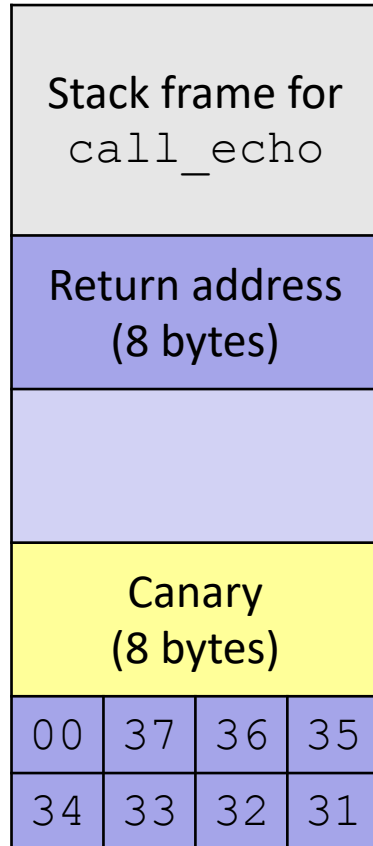 Stack frame for
call_echo
Return address
(8 bytes)
Canary
(8 bytes)
00 37 36 35
34 33 32 31